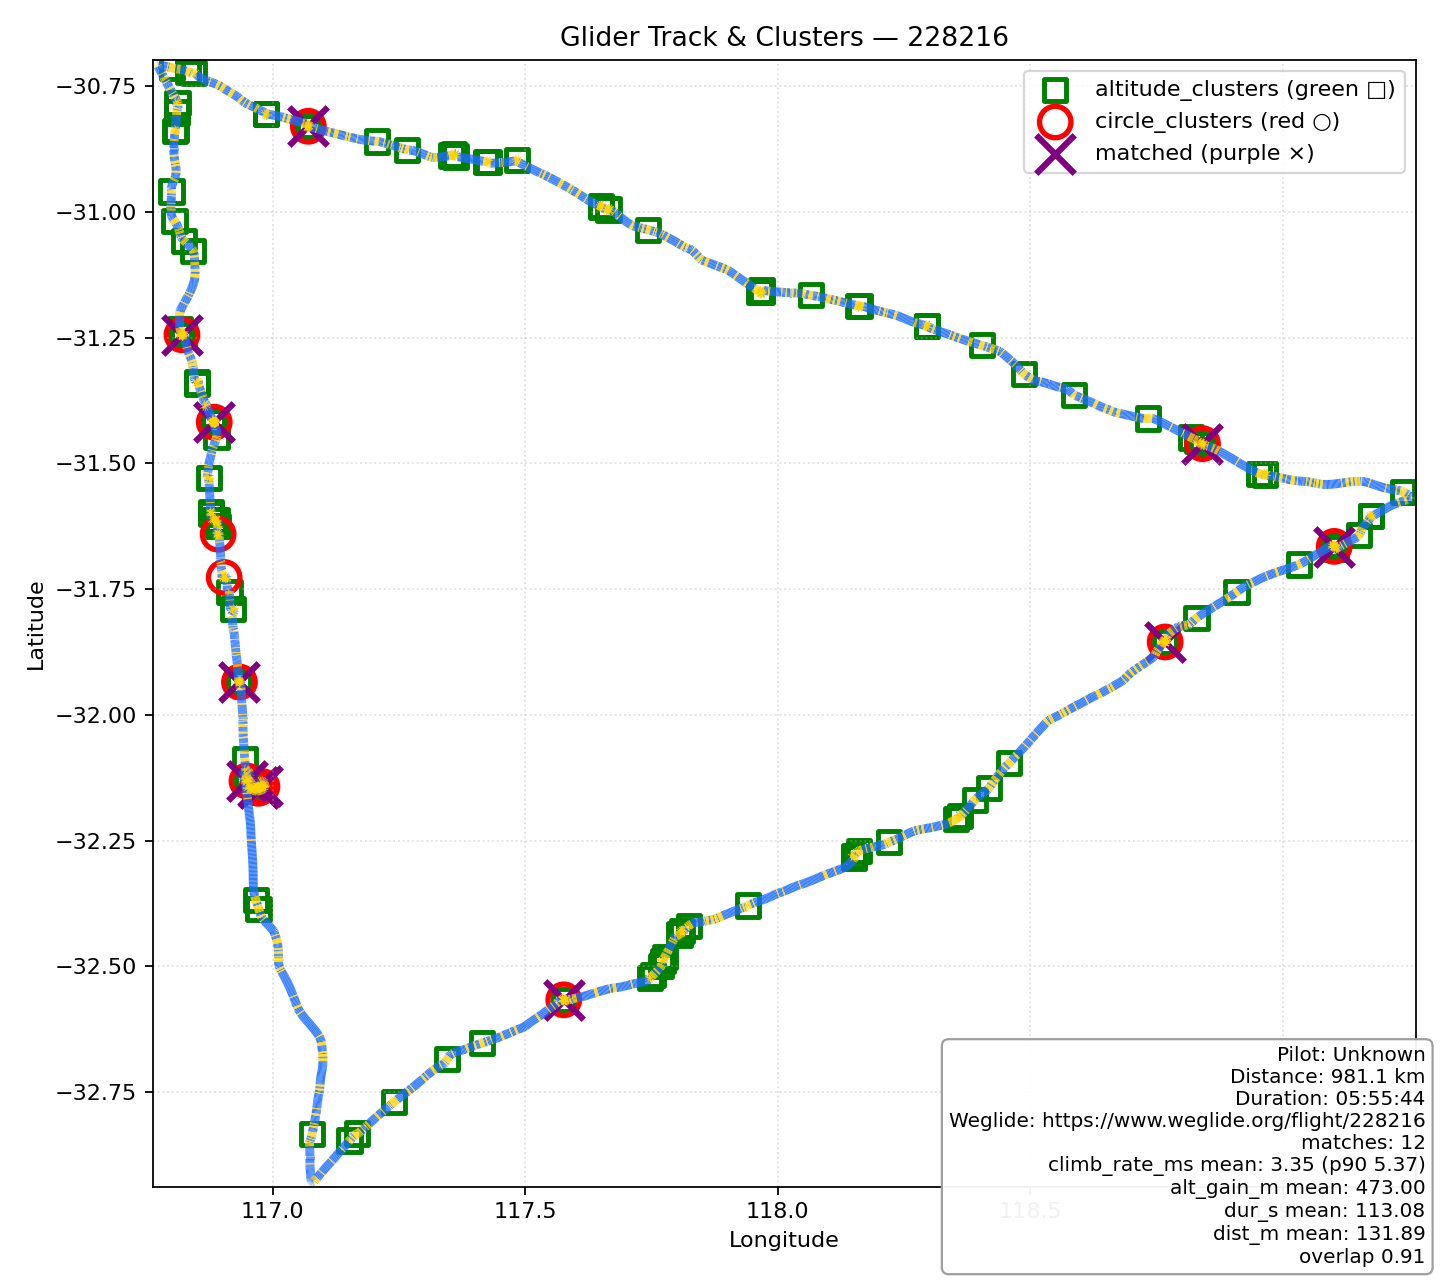 Glider Track & Clusters — 228216
altitude_clusters (green □)
circle_clusters (red ○)
matched (purple ×)
Latitude
−30.75
−31.00
−31.25
−31.50
−31.75
−32.00
−32.25
−32.50
−32.75
117.0
117.5
118.0
118.5
Longitude
Pilot: Unknown
Distance: 981.1 km
Duration: 05:55:44
Weglide: https://www.weglide.org/flight/228216
matches: 12
climb_rate_ms mean: 3.35 (p90 5.37)
alt_gain_m mean: 473.00
dur_s mean: 113.08
dist_m mean: 131.89
overlap 0.91